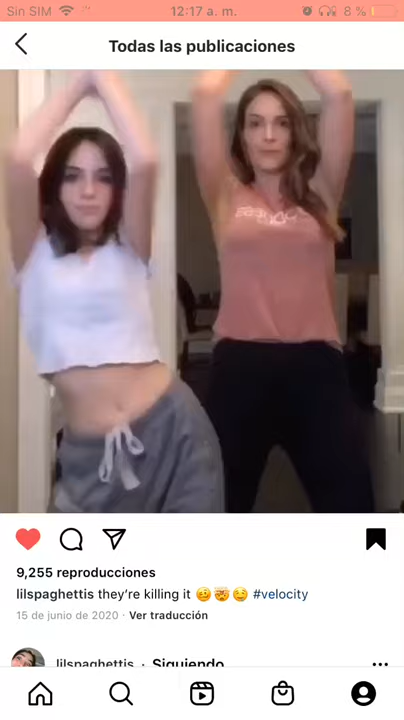 Sin SIM 12:17 a. m. 8 %
Todas las publicaciones
9,255 reproducciones
lilspaghettis they're killing it 🥴🤯😏 #velocity
15 de junio de 2020 · Ver traducción
lilspaghettis · Siguiendo